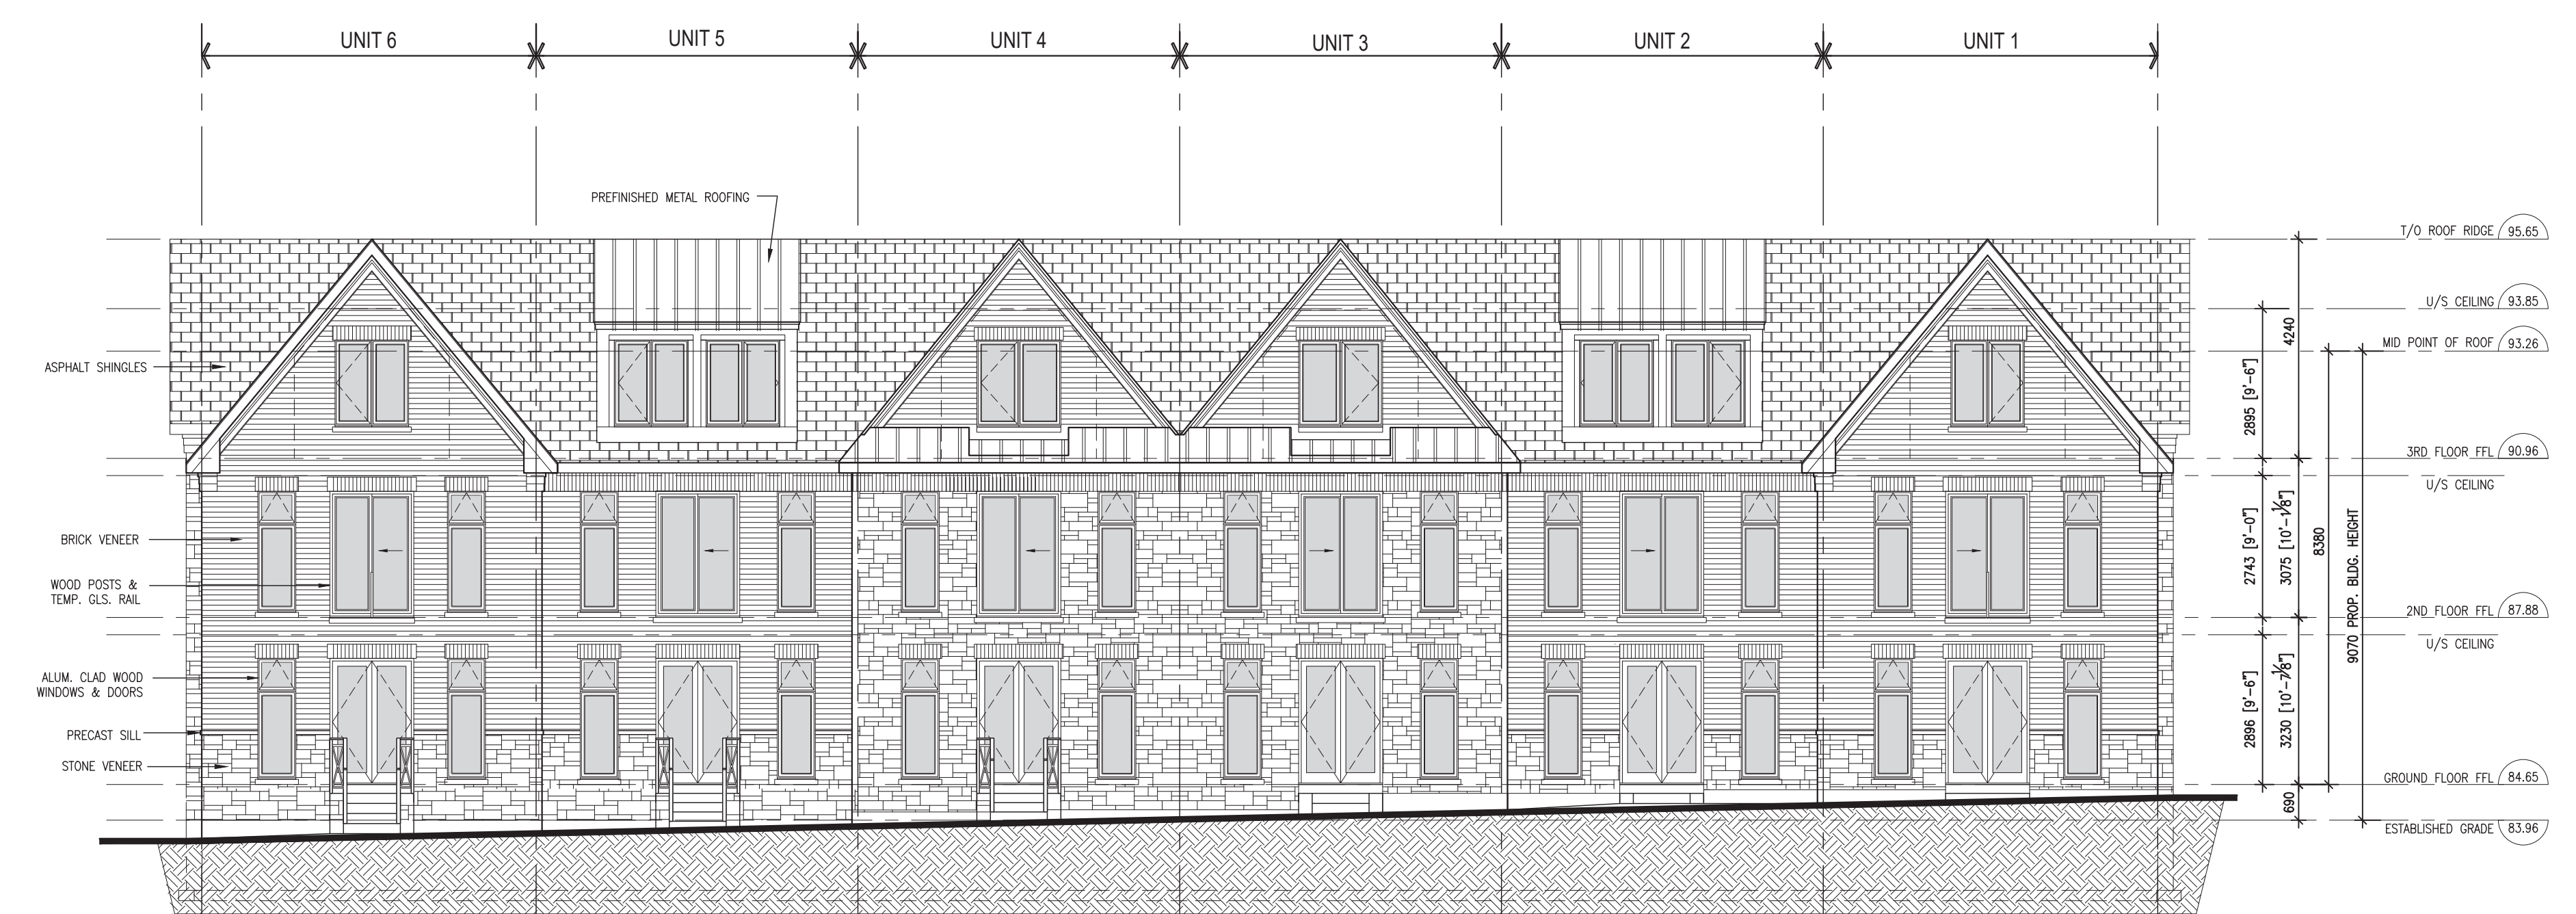 UNIT 6
UNIT 5
UNIT 4
UNIT 3
UNIT 2
UNIT 1
PREFINISHED METAL ROOFING
ASPHALT SHINGLES
BRICK VENEER
WOOD POSTS &
TEMP. GLS. RAIL
ALUM. CLAD WOOD
WINDOWS & DOORS
PRECAST SILL
STONE VENEER
T/O ROOF RIDGE 95.65
U/S CEILING 93.85
MID POINT OF ROOF 93.26
3RD FLOOR FFL 90.96
U/S CEILING
2ND FLOOR FFL 87.88
U/S CEILING
GROUND FLOOR FFL 84.65
ESTABLISHED GRADE 83.96
2895 [9'-6"]
4240
2743 [9'-0"]
3075 [10'-1/8"]
8380
9070 PROP. BLDG. HEIGHT
2896 [9'-6"]
3230 [10'-7/8"]
690